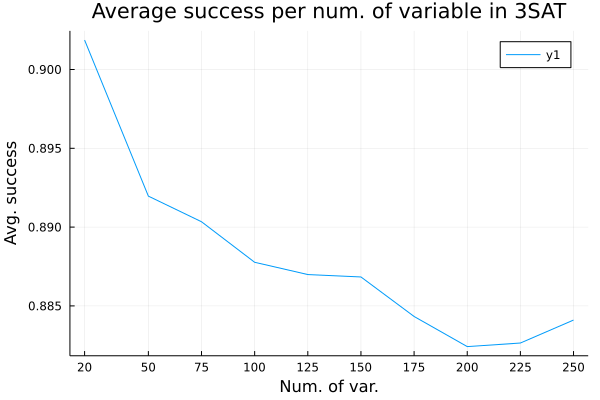 Average success per num. of variable in 3SAT
y1
Avg. success
0.900
0.895
0.890
0.885
20 50 75 100 125 150 175 200 225 250
Num. of var.